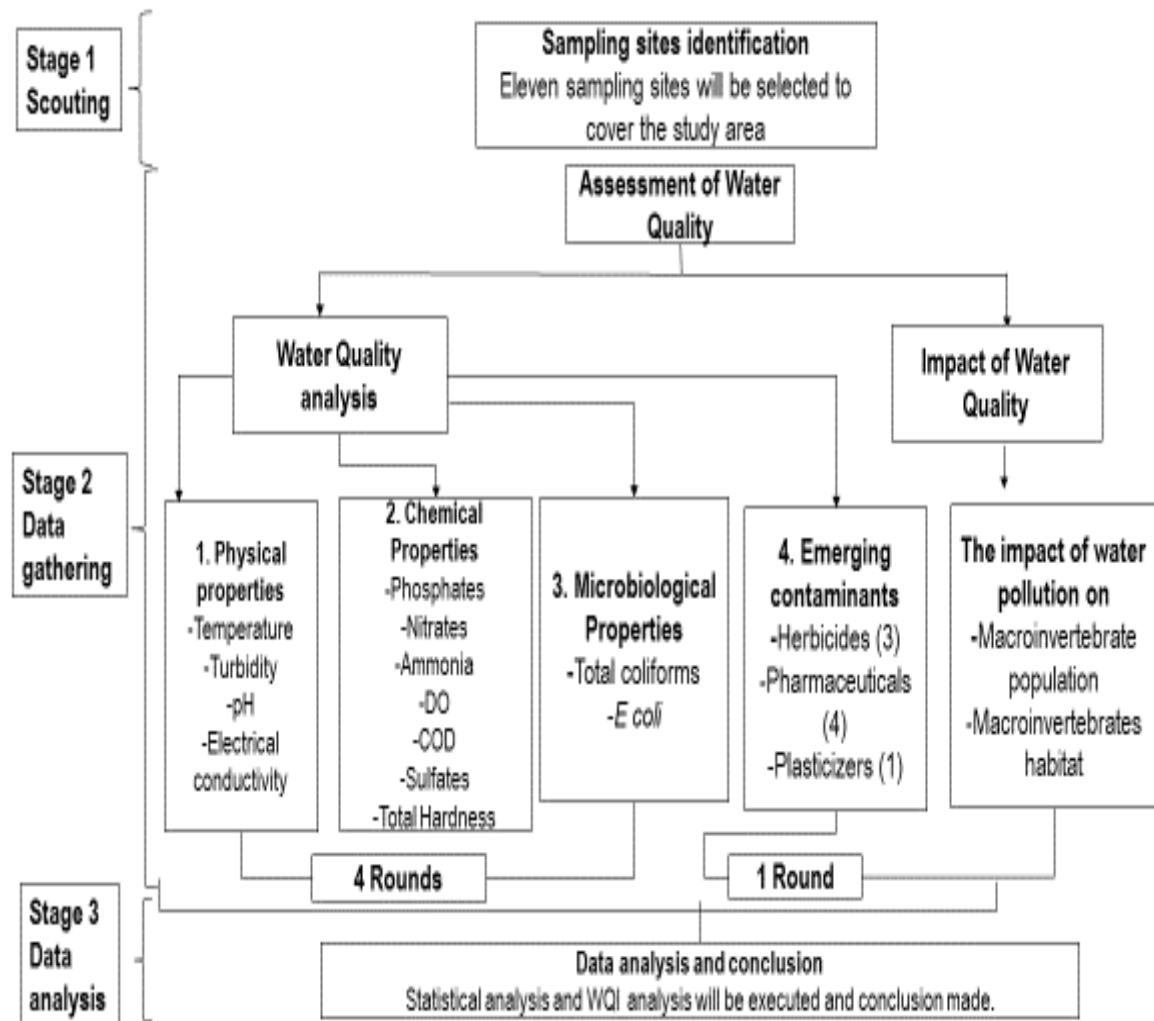 Stage 1
Scouting
Sampling sites identification
Eleven sampling sites will be selected to
cover the study area
Assessment of Water
Quality
Water Quality
analysis
Impact of Water
Quality
Stage 2
Data
gathering
1. Physical
properties
-Temperature
-Turbidity
-pH
-Electrical
conductivity
2. Chemical
Properties
-Phosphates
-Nitrates
-Ammonia
-DO
-COD
-Sulfates
-Total Hardness
3. Microbiological
Properties
-Total coliforms
-E coli
4. Emerging
contaminants
-Herbicides (3)
-Pharmaceuticals
(4)
-Plasticizers (1)
The impact of water
pollution on
-Macroinvertebrate
population
-Macroinvertebrates
habitat
4 Rounds
1 Round
Stage 3
Data
analysis
Data analysis and conclusion
Statistical analysis and WQI analysis will be executed and conclusion made.